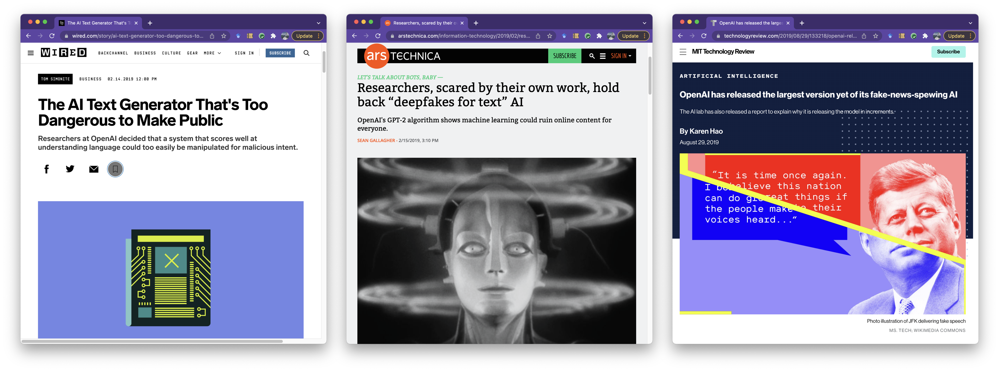 The AI Text Generator That's T
Update
wired.com/story/ai-text-generator-too-dangerous-to...
WIRED
BACKCHANNEL BUSINESS CULTURE GEAR MORE SIGN IN SUBSCRIBE
TOM SIMONITE BUSINESS 02.14.2019 12:00 PM
The AI Text Generator That's Too
Dangerous to Make Public
Researchers at OpenAI decided that a system that scores well at
understanding language could too easily be manipulated for malicious intent.
Researchers, scared by their o
arstechnica.com/information-technology/2019/02/res...
Update
ars TECHNICA
SUBSCRIBE SIGN IN
LET'S TALK ABOUT BOTS, BABY —
Researchers, scared by their own work, hold
back “deepfakes for text” AI
OpenAI's GPT-2 algorithm shows machine learning could ruin online content for
everyone.
SEAN GALLAGHER - 2/15/2019, 3:10 PM
OpenAI has released the larges
technologyreview.com/2019/08/29/133218/openai-rel...
Update
MIT Technology Review
Subscribe
ARTIFICIAL INTELLIGENCE
OpenAI has released the largest version yet of its fake-news-spewing AI
The AI lab has also released a report to explain why it is releasing the model in increments.
By Karen Hao
August 29, 2019
“It is time once again.
I believe this nation
can do great things if
the people make their
voices heard...“
Photo illustration of JFK delivering fake speech
MS. TECH; WIKIMEDIA COMMONS